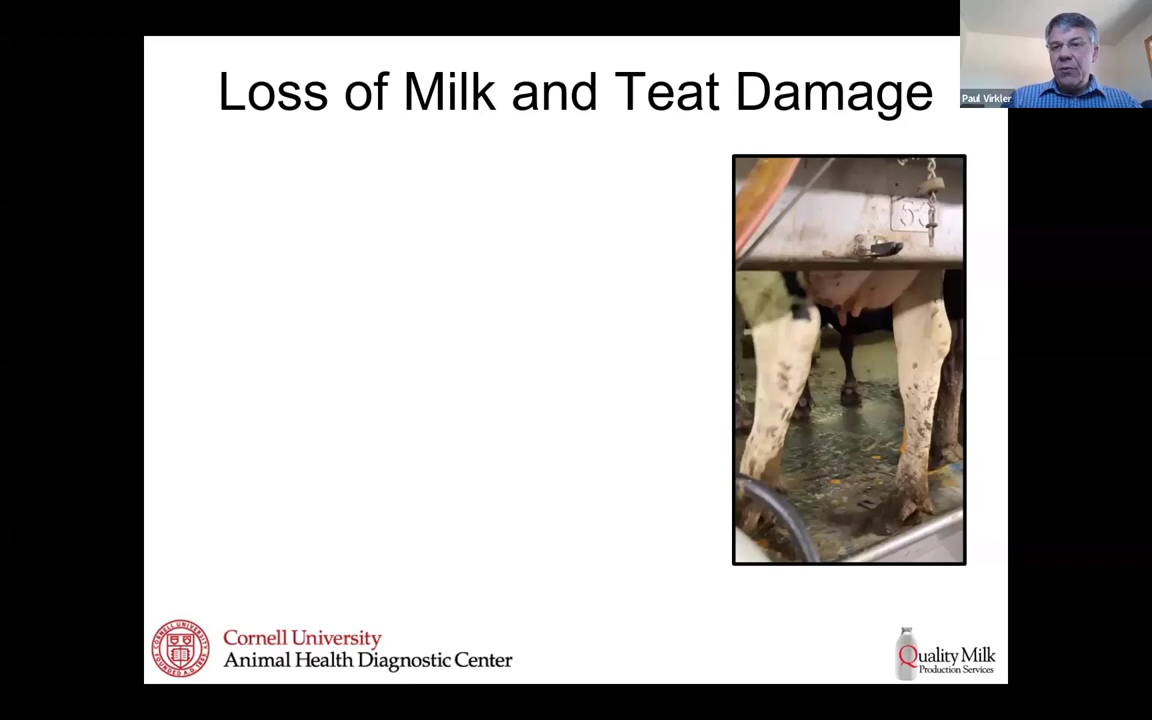 Loss of Milk and Teat Damage
Paul Virkler
Cornell University
Animal Health Diagnostic Center
Quality Milk
Production Services